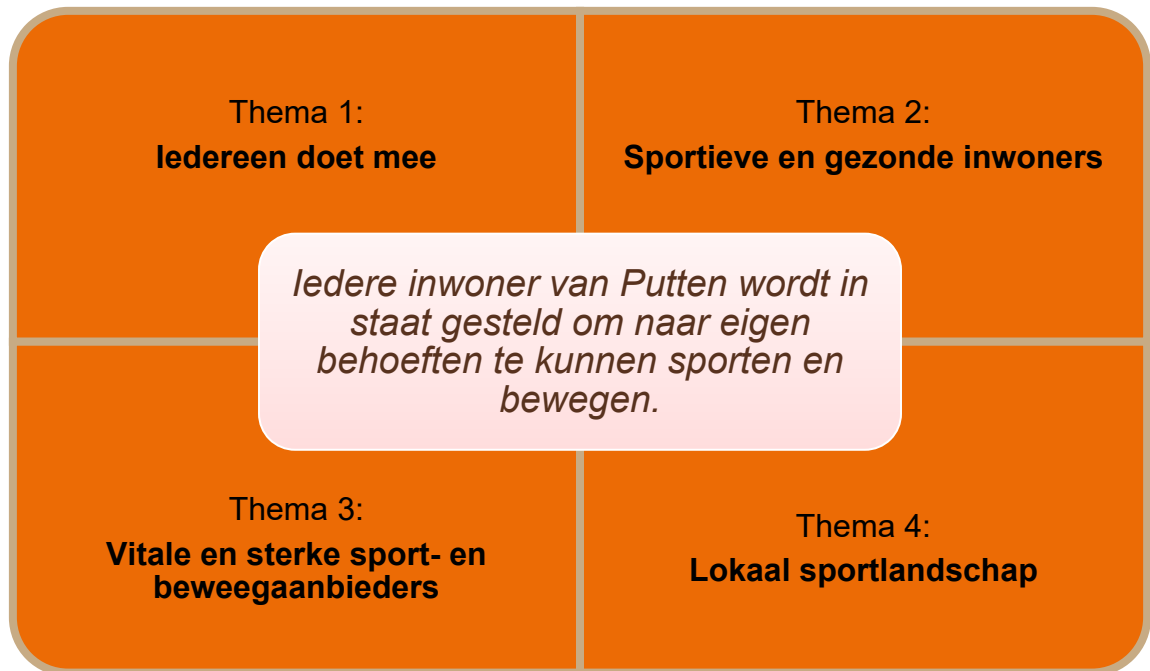 Thema 1:
Iedereen doet mee
Thema 2:
Sportieve en gezonde inwoners
Iedere inwoner van Putten wordt in
staat gesteld om naar eigen
behoeften te kunnen sporten en
bewegen.
Thema 3:
Vitale en sterke sport- en
beweegaanbieders
Thema 4:
Lokaal sportlandschap